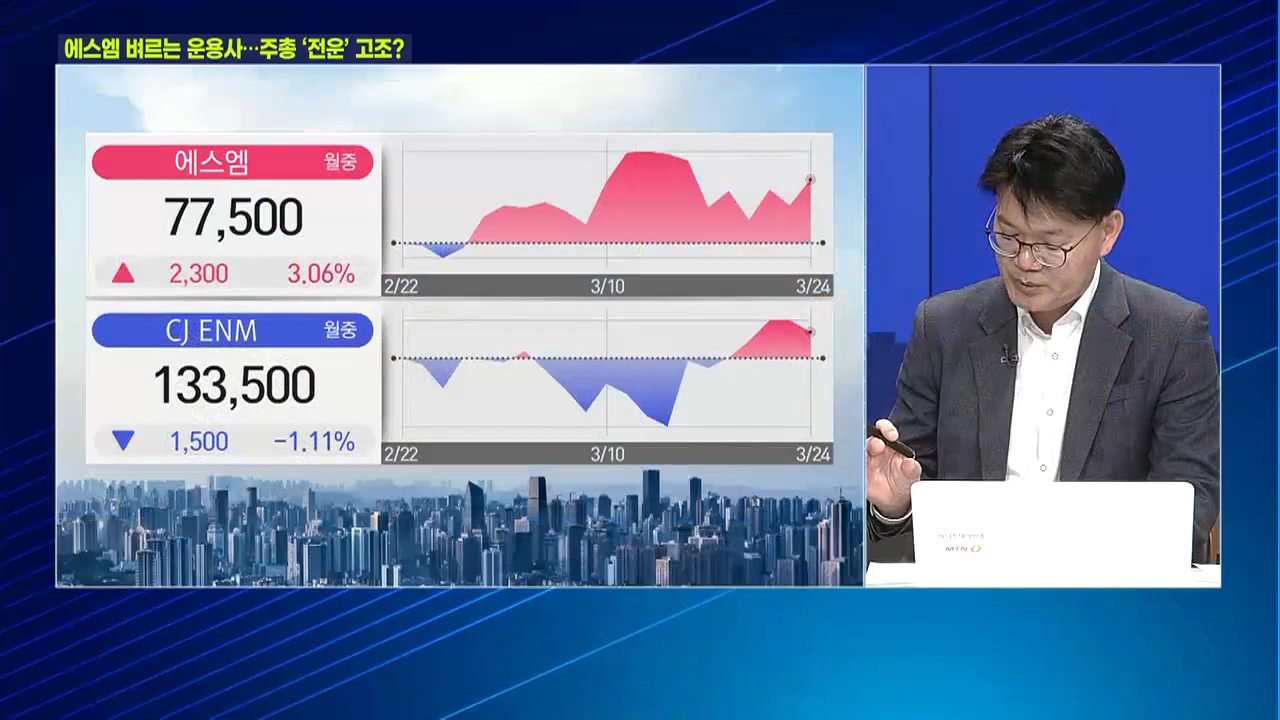 에스엠 벼르는 운용사…주총 ‘전운’ 고조?
에스엠 월중
77,500
▲ 2,300 3.06%
2/22 3/10 3/24
CJ ENM 월중
133,500
▼ 1,500 -1.11%
2/22 3/10 3/24
MTN